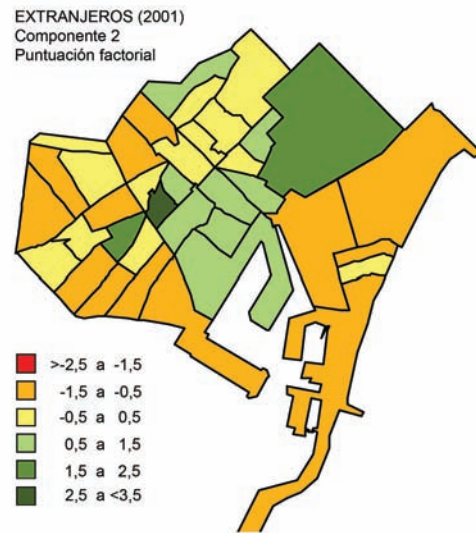 EXTRANJEROS (2001)
Componente 2
Puntuación factorial
>-2,5 a -1,5
-1,5 a -0,5
-0,5 a 0,5
0,5 a 1,5
1,5 a 2,5
2,5 a <3,5